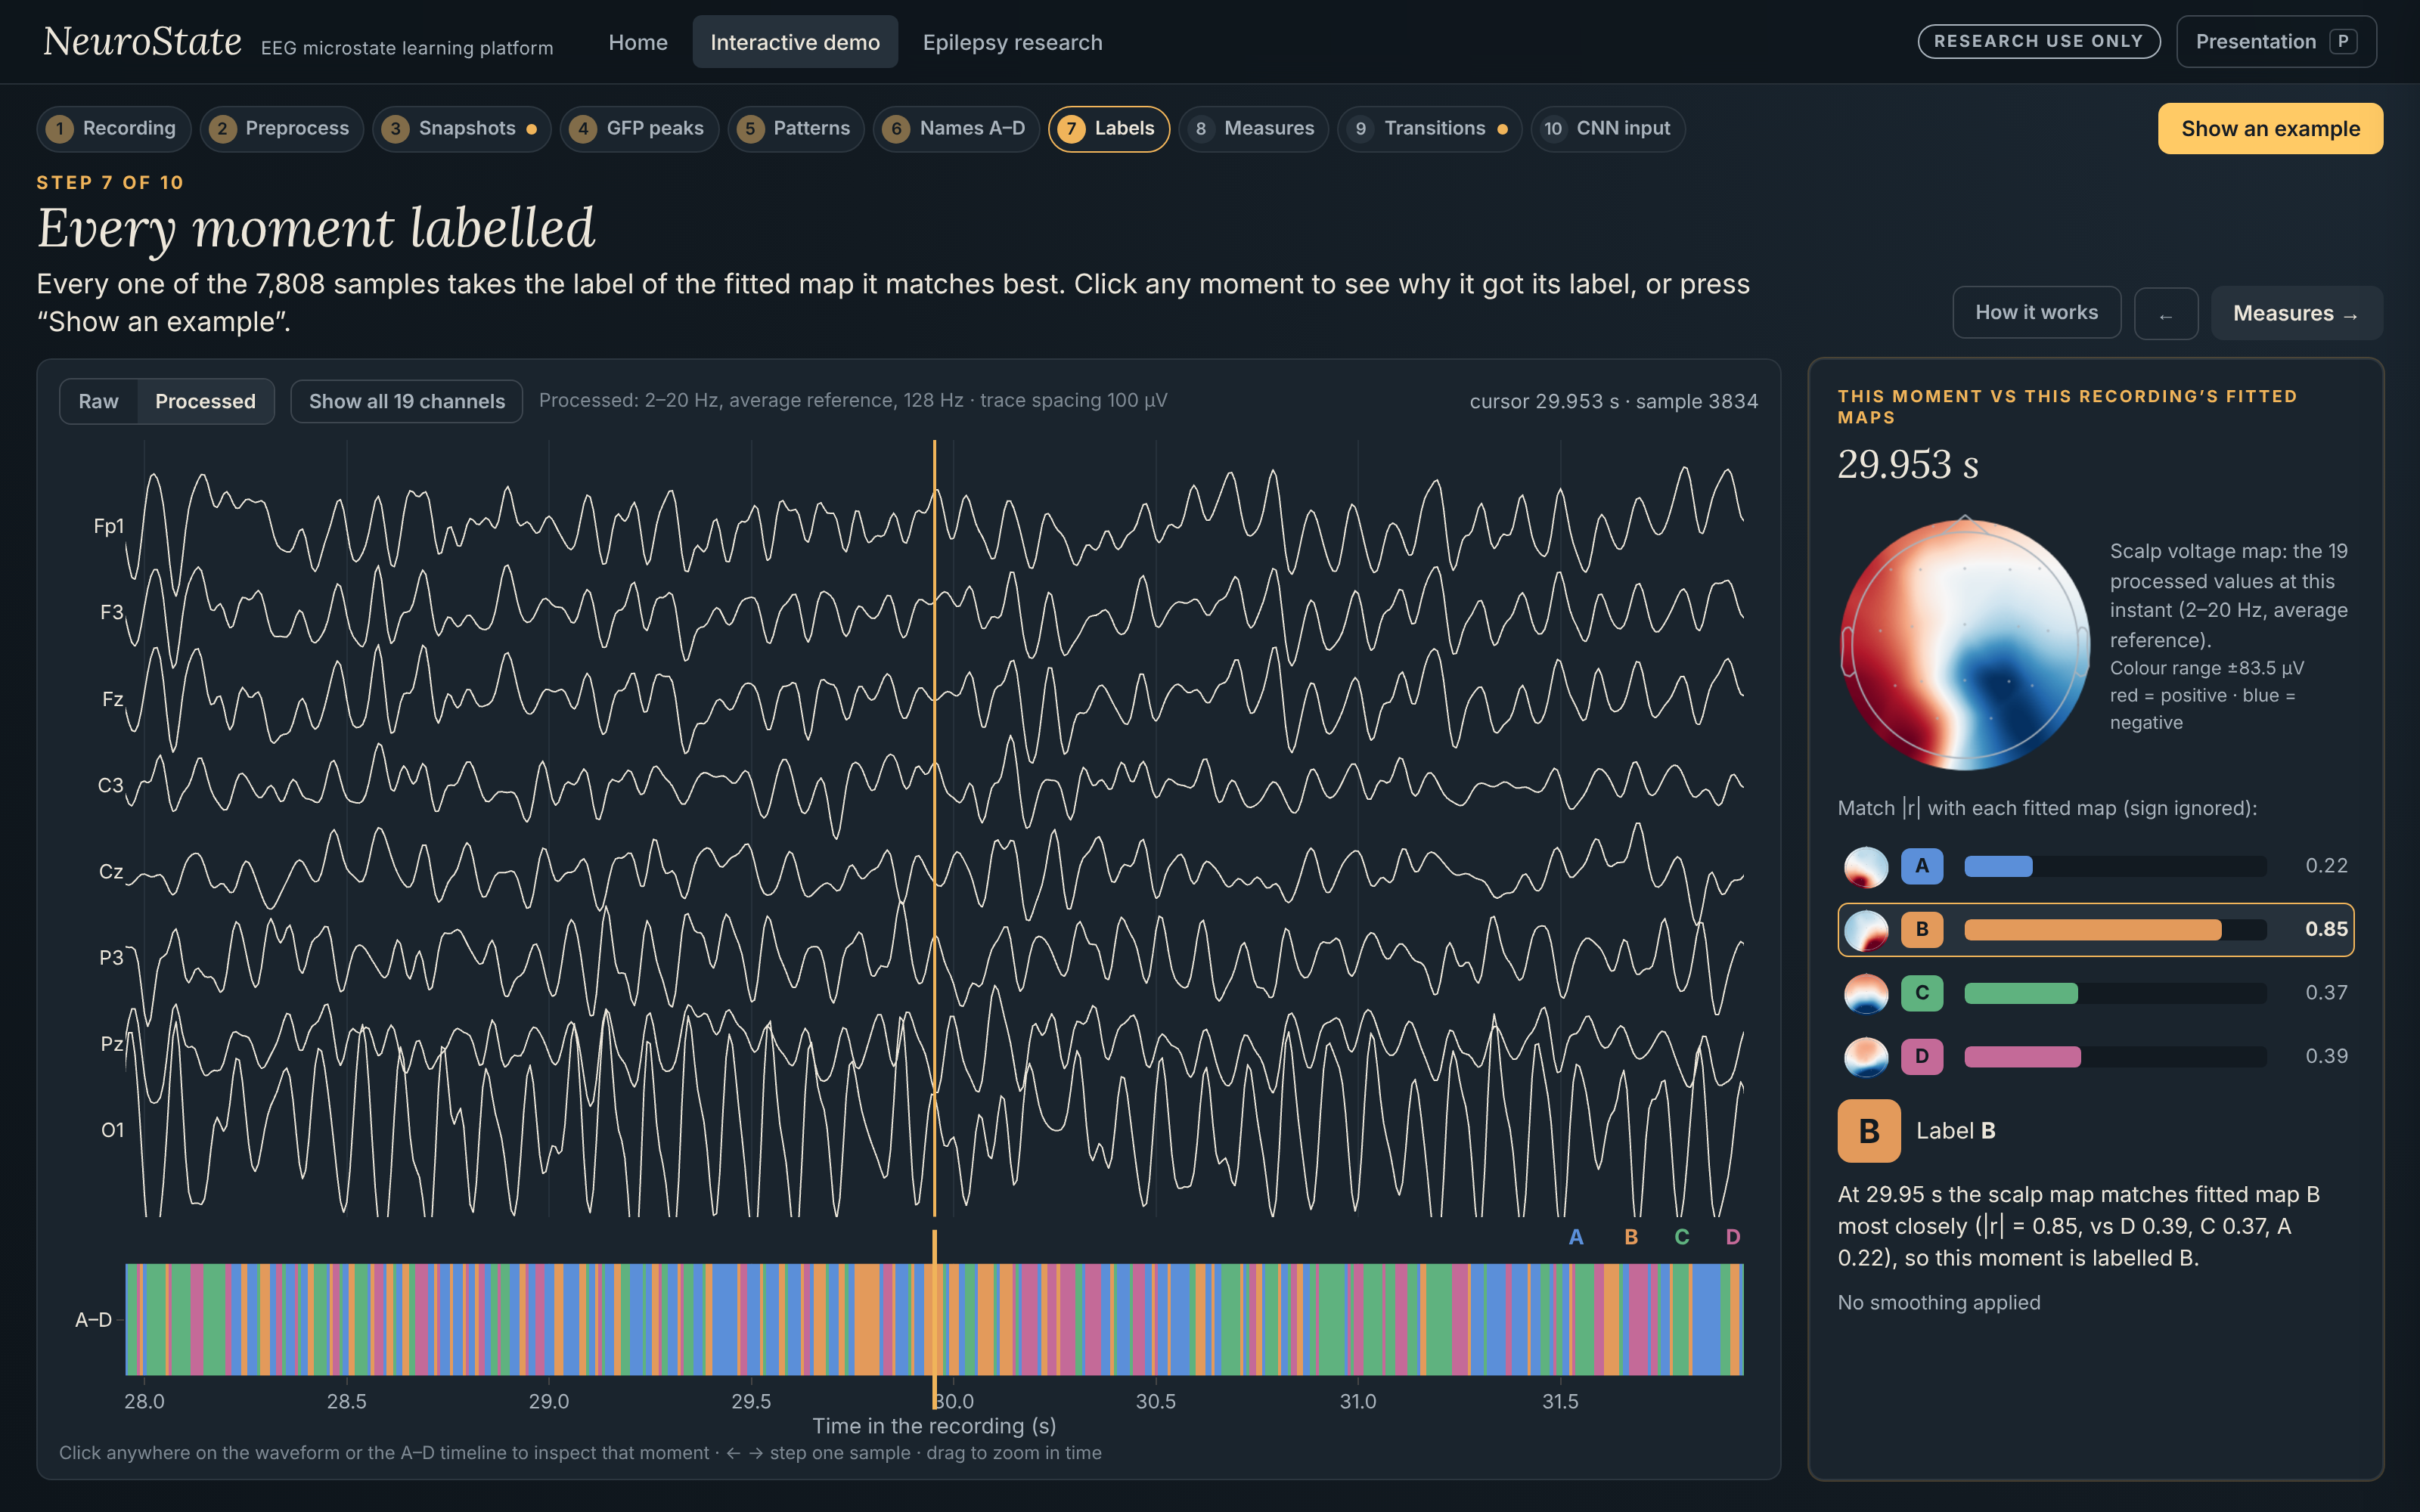 NeuroState EEG microstate learning platform Home Interactive demo Epilepsy research RESEARCH USE ONLY Presentation P
1 Recording 2 Preprocess 3 Snapshots 4 GFP peaks 5 Patterns 6 Names A–D 7 Labels 8 Measures 9 Transitions 10 CNN input Show an example
STEP 7 OF 10
Every moment labelled
Every one of the 7,808 samples takes the label of the fitted map it matches best. Click any moment to see why it got its label, or press
“Show an example”.
How it works ← Measures →
Raw Processed Show all 19 channels Processed: 2–20 Hz, average reference, 128 Hz · trace spacing 100 µV cursor 29.953 s · sample 3834
Fp1
F3
Fz
C3
Cz
P3
Pz
O1
A B C D
A–D
28.0 28.5 29.0 29.5 30.0 30.5 31.0 31.5
Time in the recording (s)
Click anywhere on the waveform or the A–D timeline to inspect that moment · ← → step one sample · drag to zoom in time
THIS MOMENT VS THIS RECORDING’S FITTED
MAPS
29.953 s
Scalp voltage map: the 19
processed values at this
instant (2–20 Hz, average
reference).
Colour range ±83.5 µV
red = positive · blue =
negative
Match |r| with each fitted map (sign ignored):
A 0.22
B 0.85
C 0.37
D 0.39
B Label B
At 29.95 s the scalp map matches fitted map B
most closely (|r| = 0.85, vs D 0.39, C 0.37, A
0.22), so this moment is labelled B.
No smoothing applied